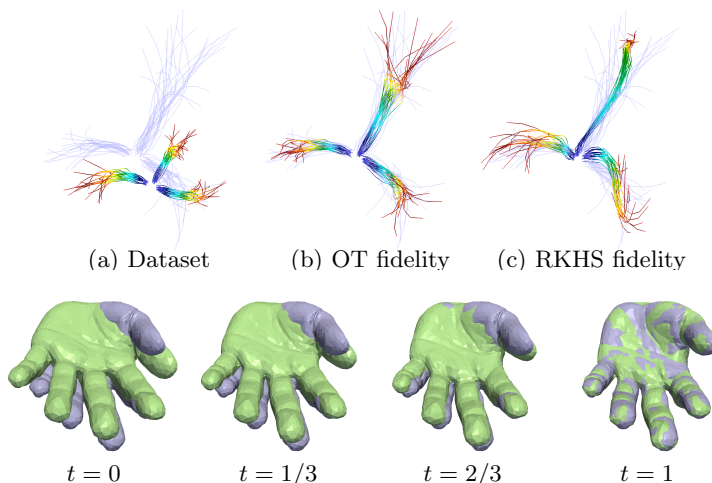 (a) Dataset (b) OT fidelity (c) RKHS fidelity
t = 0 t = 1/3 t = 2/3 t = 1